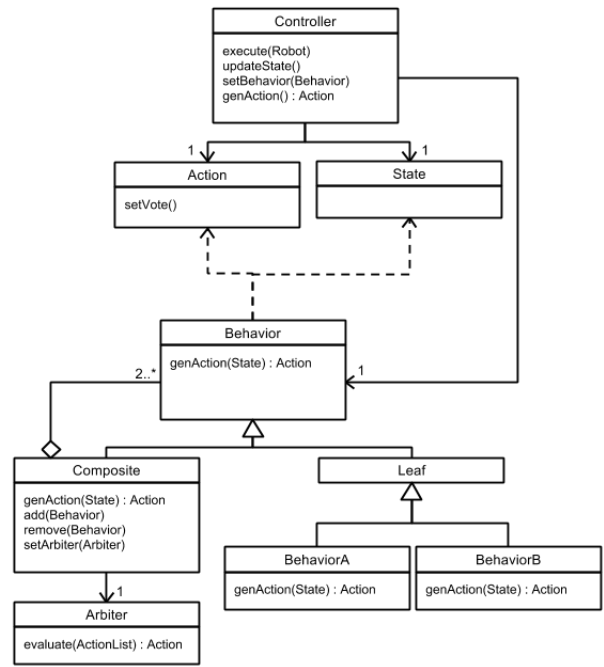 Controller
execute(Robot)
updateState()
setBehavior(Behavior)
genAction() : Action
1
1
Action
setVote()
State
Behavior
genAction(State) : Action
2..*
1
Composite
genAction(State) : Action
add(Behavior)
remove(Behavior)
setArbiter(Arbiter)
Leaf
BehaviorA
genAction(State) : Action
BehaviorB
genAction(State) : Action
1
Arbiter
evaluate(ActionList) : Action